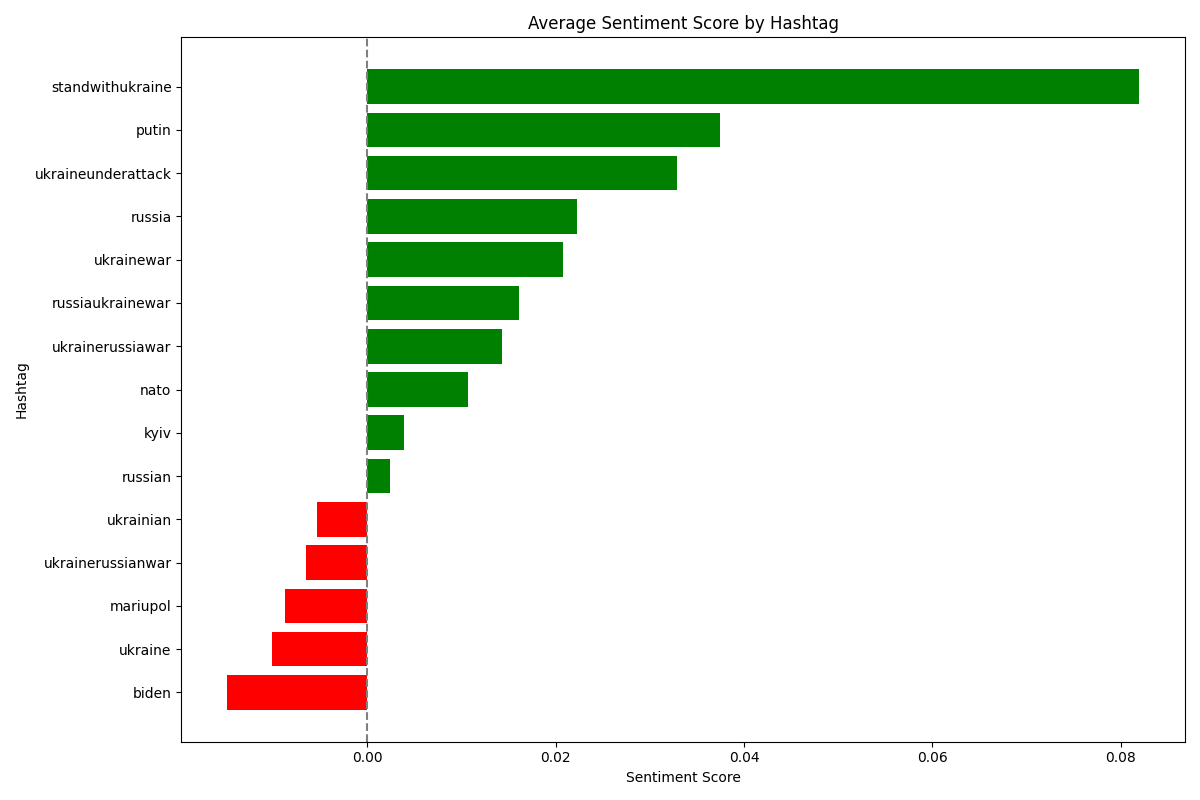 Average Sentiment Score by Hashtag
standwithukraine
putin
ukraineunderattack
russia
ukrainewar
russiaukrainewar
ukrainerussiawar
nato
kyiv
russian
ukrainian
ukrainerussianwar
mariupol
ukraine
biden
Hashtag
0.00 0.02 0.04 0.06 0.08
Sentiment Score